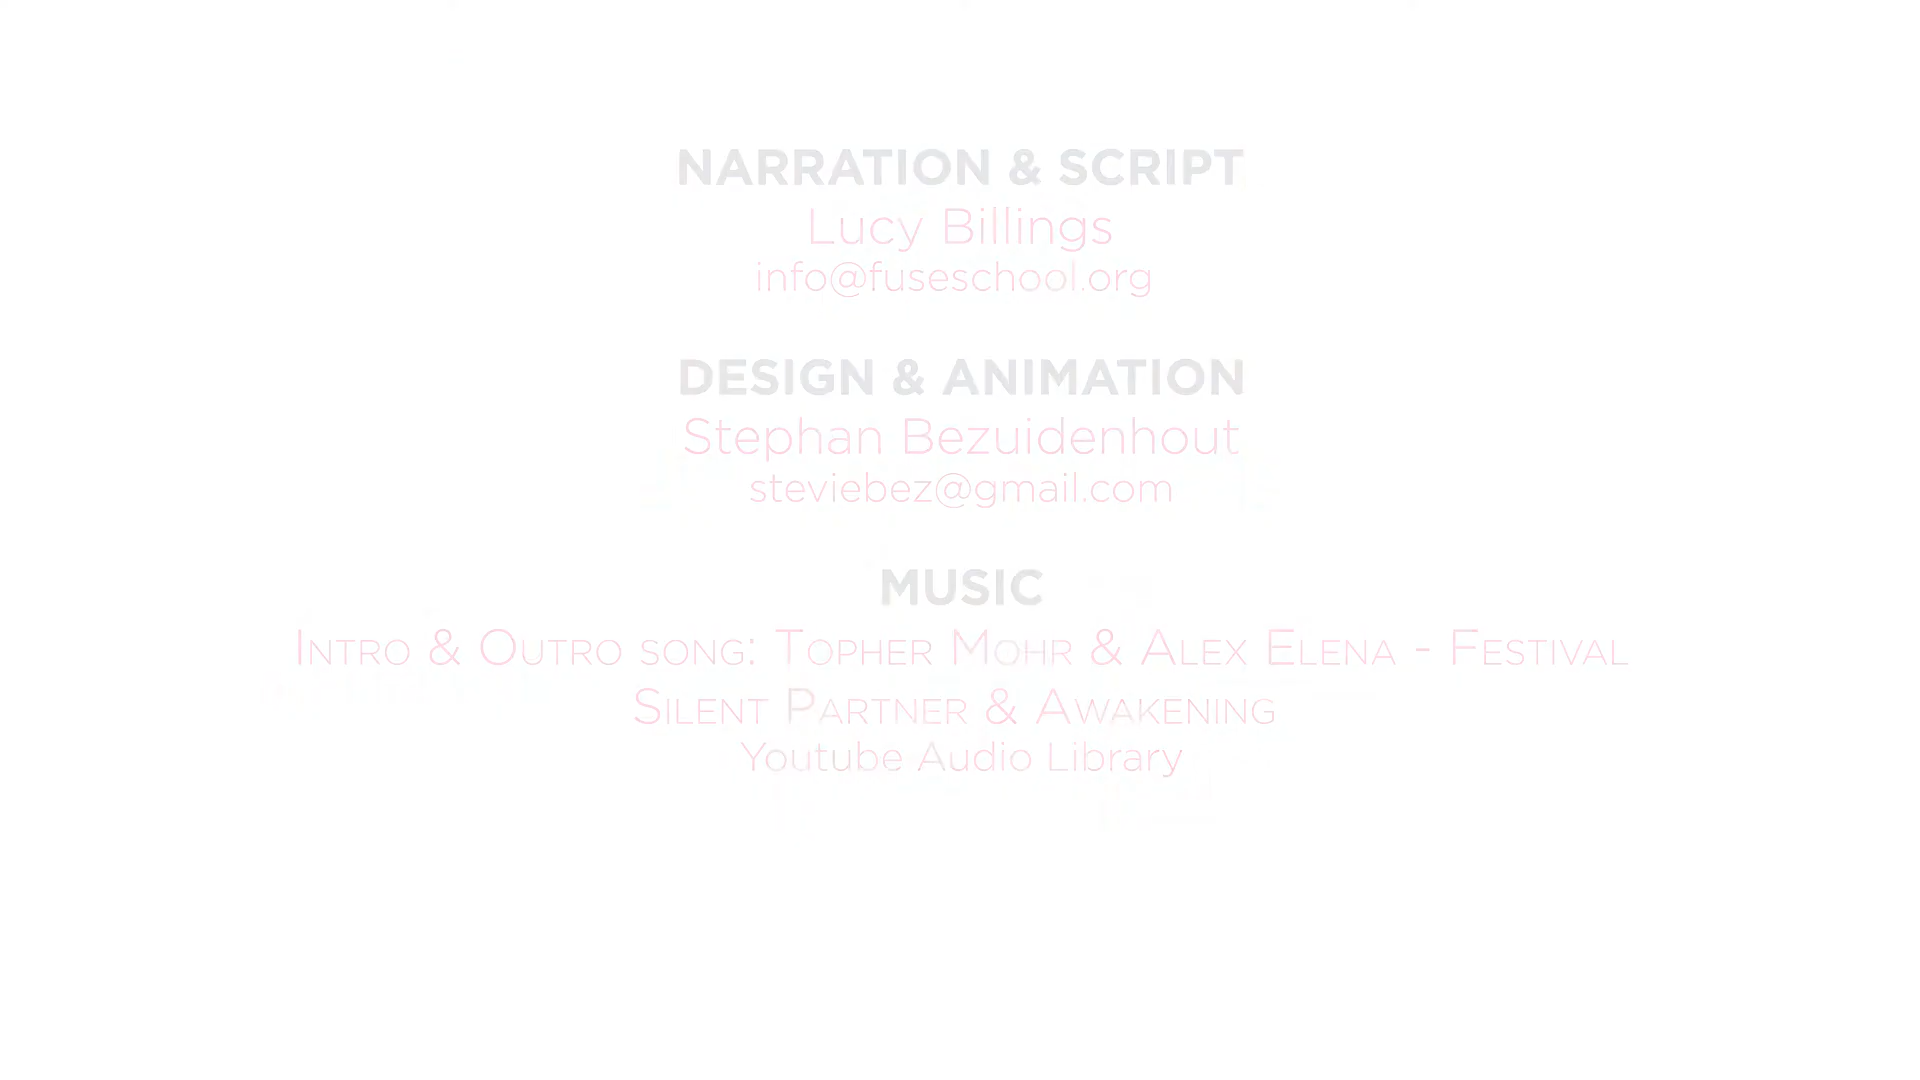 NARRATION & SCRIPT
Lucy Billings
info@fuseschool.org
DESIGN & ANIMATION
Stephan Bezuidenhout
steviebez@gmail.com
MUSIC
Intro & Outro song: Topher Mohr & Alex Elena - Festival
Silent Partner & Awakening
Youtube Audio Library